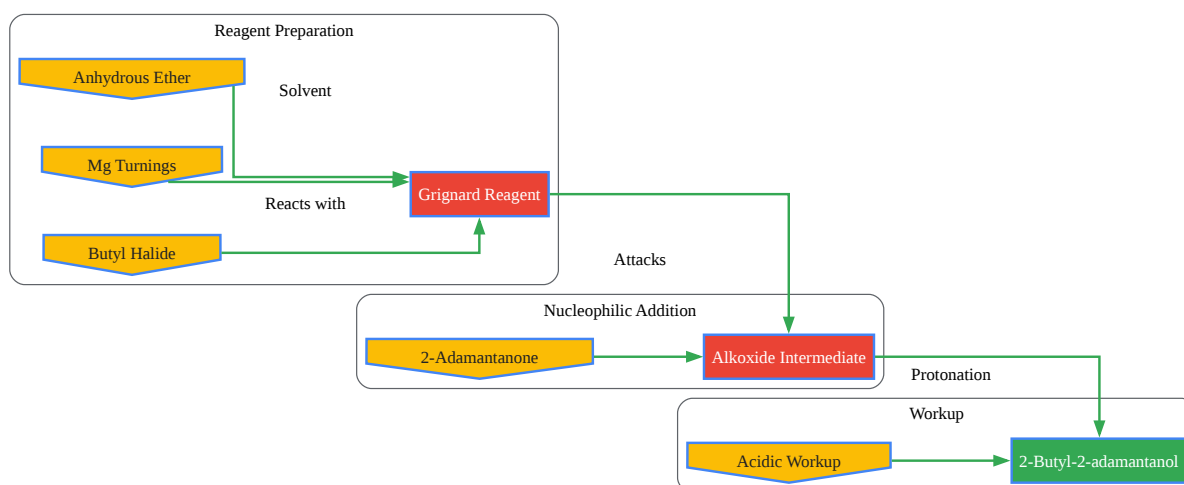 Reagent Preparation
Anhydrous Ether
Solvent
Mg Turnings
Grignard Reagent
Reacts with
Butyl Halide
Attacks
Nucleophilic Addition
2-Adamantanone
Alkoxide Intermediate
Protonation
Workup
Acidic Workup
2-Butyl-2-adamantanol